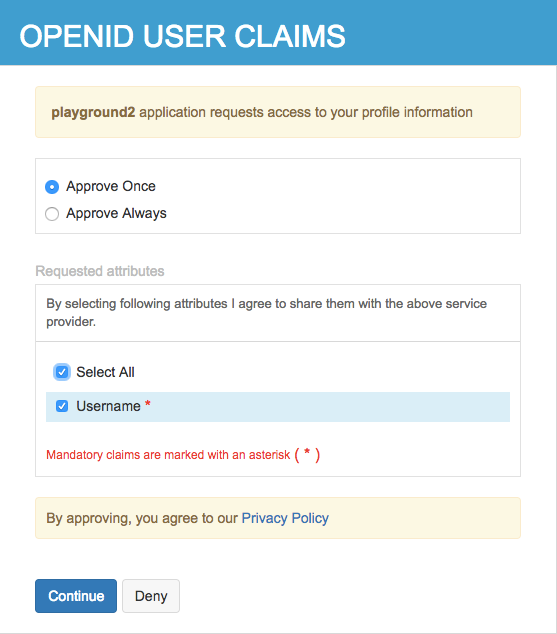 OPENID USER CLAIMS
playground2 application requests access to your profile information
Approve Once
Approve Always
Requested attributes
By selecting following attributes I agree to share them with the above service
provider.
Select All
Username *
Mandatory claims are marked with an asterisk ( * )
By approving, you agree to our Privacy Policy
Continue Deny